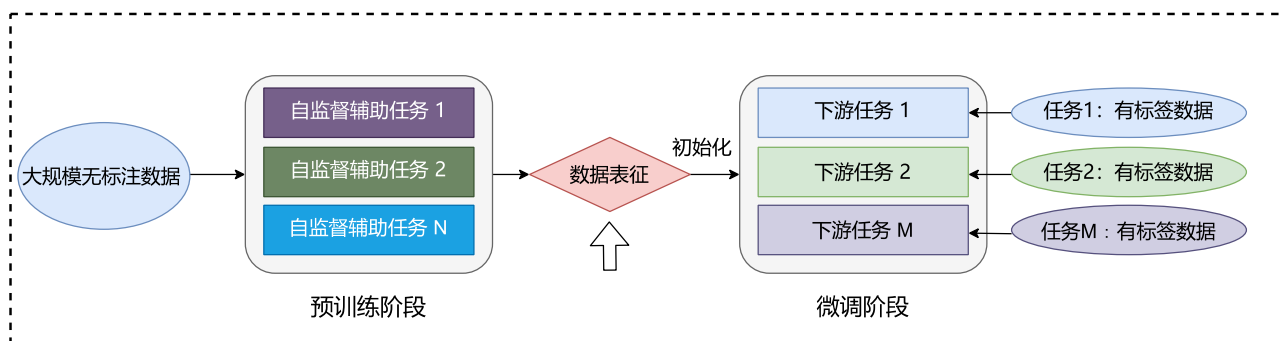 大规模无标注数据
自监督辅助任务 1
自监督辅助任务 2
自监督辅助任务 N
预训练阶段
数据表征
初始化
下游任务 1
下游任务 2
下游任务 M
微调阶段
任务1：有标签数据
任务2：有标签数据
任务M：有标签数据